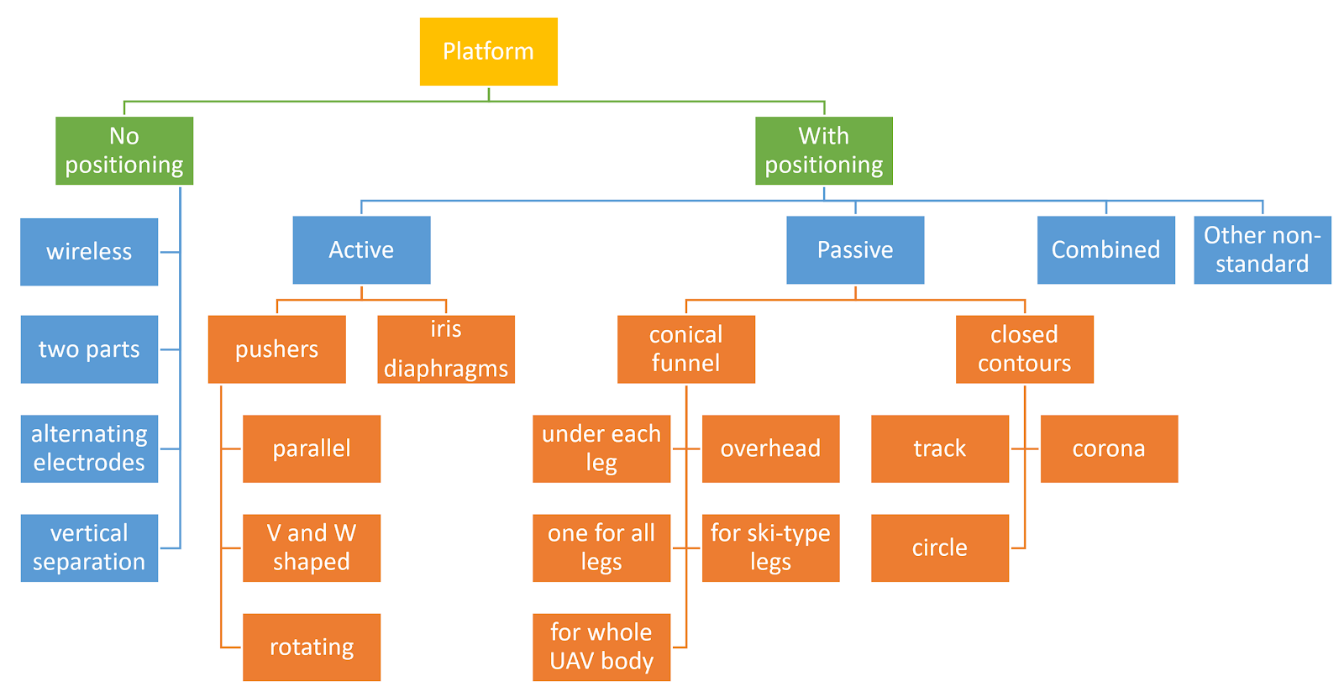 Platform
No
positioning
With
positioning
wireless
Active
Passive
Combined
Other non-
standard
two parts
pushers
iris
diaphragms
conical
funnel
closed
contours
alternating
electrodes
parallel
under each
leg
overhead
track
corona
vertical
separation
V and W
shaped
one for all
legs
for ski-type
legs
circle
rotating
for whole
UAV body